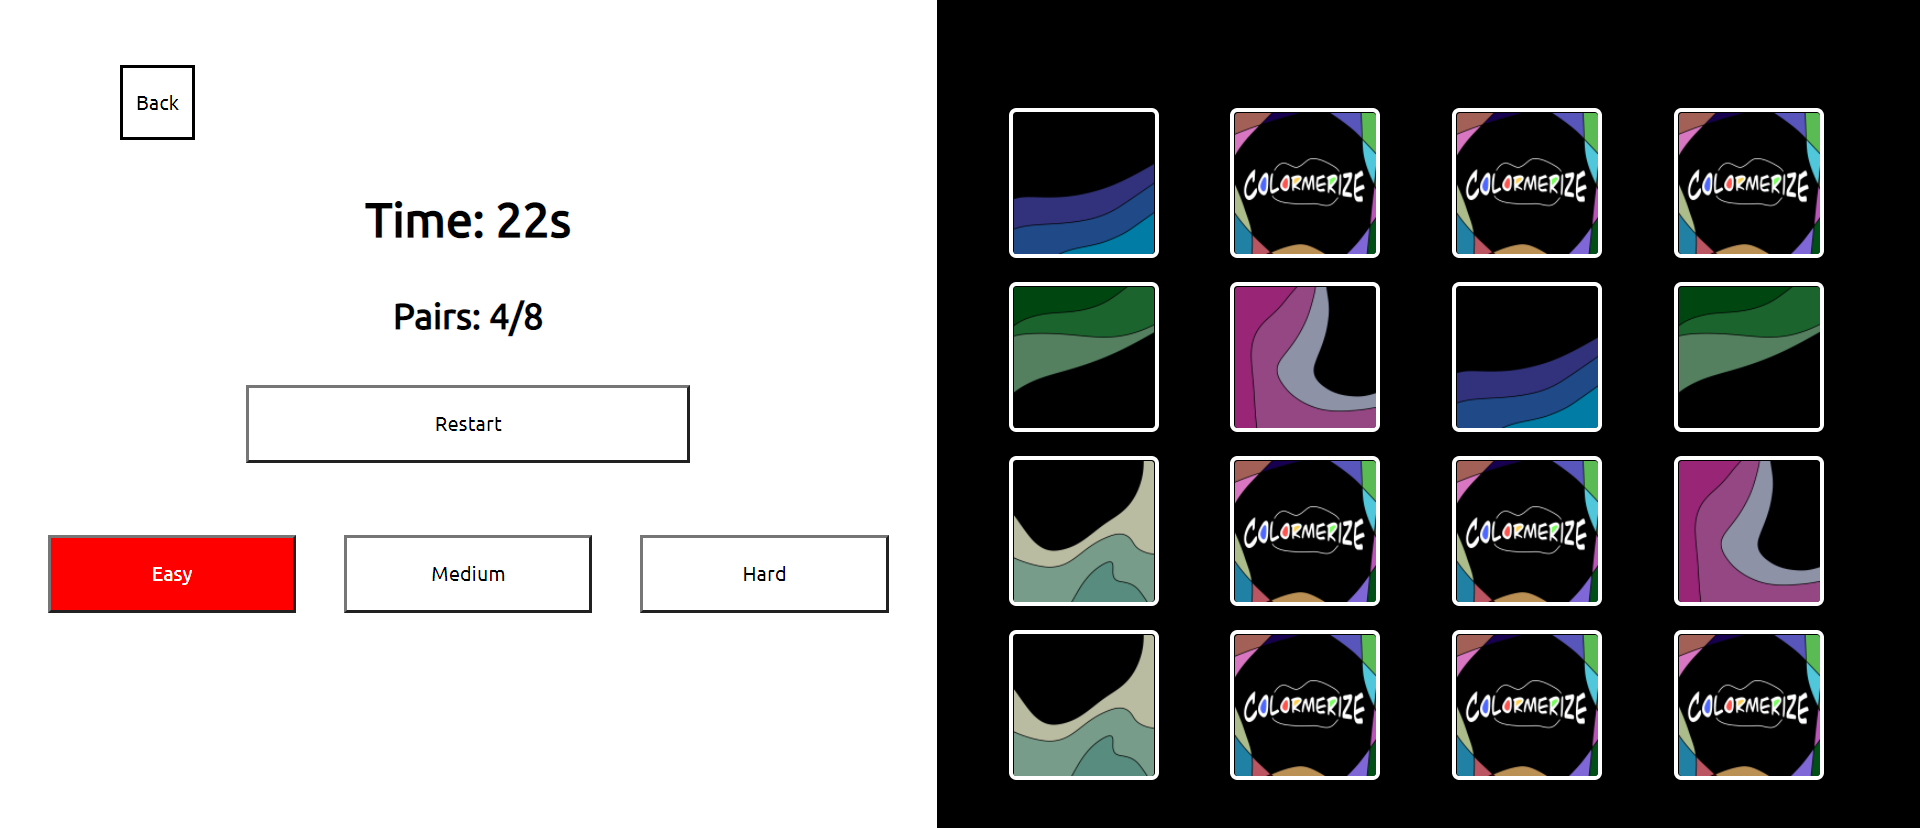 Back
Time: 22s
Pairs: 4/8
Restart
Easy
Medium
Hard
COLORMERIZE
COLORMERIZE
COLORMERIZE
COLORMERIZE
COLORMERIZE
COLORMERIZE
COLORMERIZE
COLORMERIZE